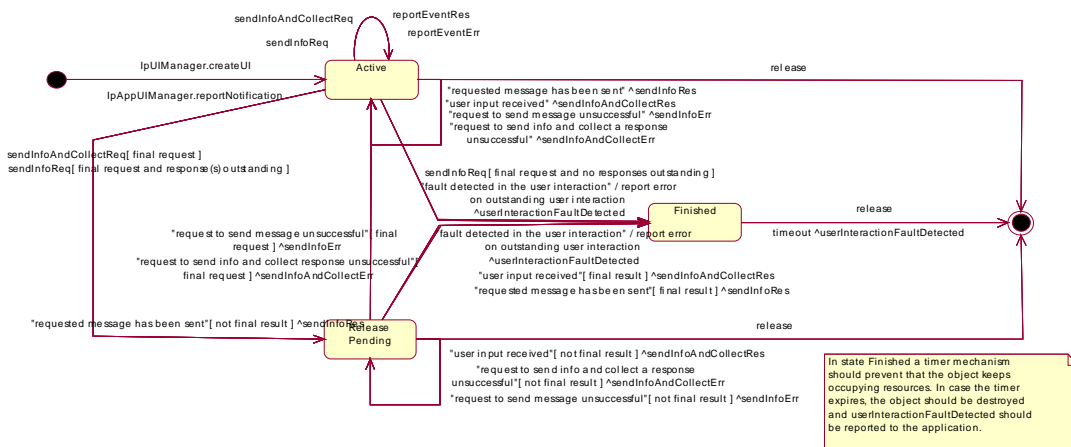 sendInfoAndCollectReq
reportEventRes
reportEventErr
sendInfoReq
IpUIManager.createUI
Active
release
IpAppUIManager.reportNotification
"requested message has been sent" ^sendInfoRes
"user input received" ^sendInfoAndCollectRes
"request to send message unsuccessful" ^sendInfoErr
"request to send info and collect a response
unsuccessful" ^sendInfoAndCollectErr
sendInfoAndCollectReq[ final request ]
sendInfoReq[ final request and response(s) outstanding ]
sendInfoReq[ final request and no responses outstanding ]
"fault detected in the user interaction" / report error
on outstanding user interaction
^userInteractionFaultDetected
Finished
release
timeout ^userInteractionFaultDetected
"request to send message unsuccessful"[ final
request ] ^sendInfoErr
"request to send info and collect response unsuccessful"[
final request ] ^sendInfoAndCollectErr
"fault detected in the user interaction" / report error
on outstanding user interaction
^userInteractionFaultDetected
"user input received"[ final result ] ^sendInfoAndCollectRes
"requested message has been sent"[ final result ] ^sendInfoRes
"requested message has been sent"[ not final result ] ^sendInfoRes
Release
Pending
release
"user input received"[ not final result ] ^sendInfoAndCollectRes
"request to send info and collect a response
unsuccessful"[ not final result ] ^sendInfoAndCollectErr
"request to send message unsuccessful"[ not final result ] ^sendInfoErr
In state Finished a timer mechanism
should prevent that the object keeps
occupying resources. In case the timer
expires, the object should be destroyed
and userInteractionFaultDetected should
be reported to the application.